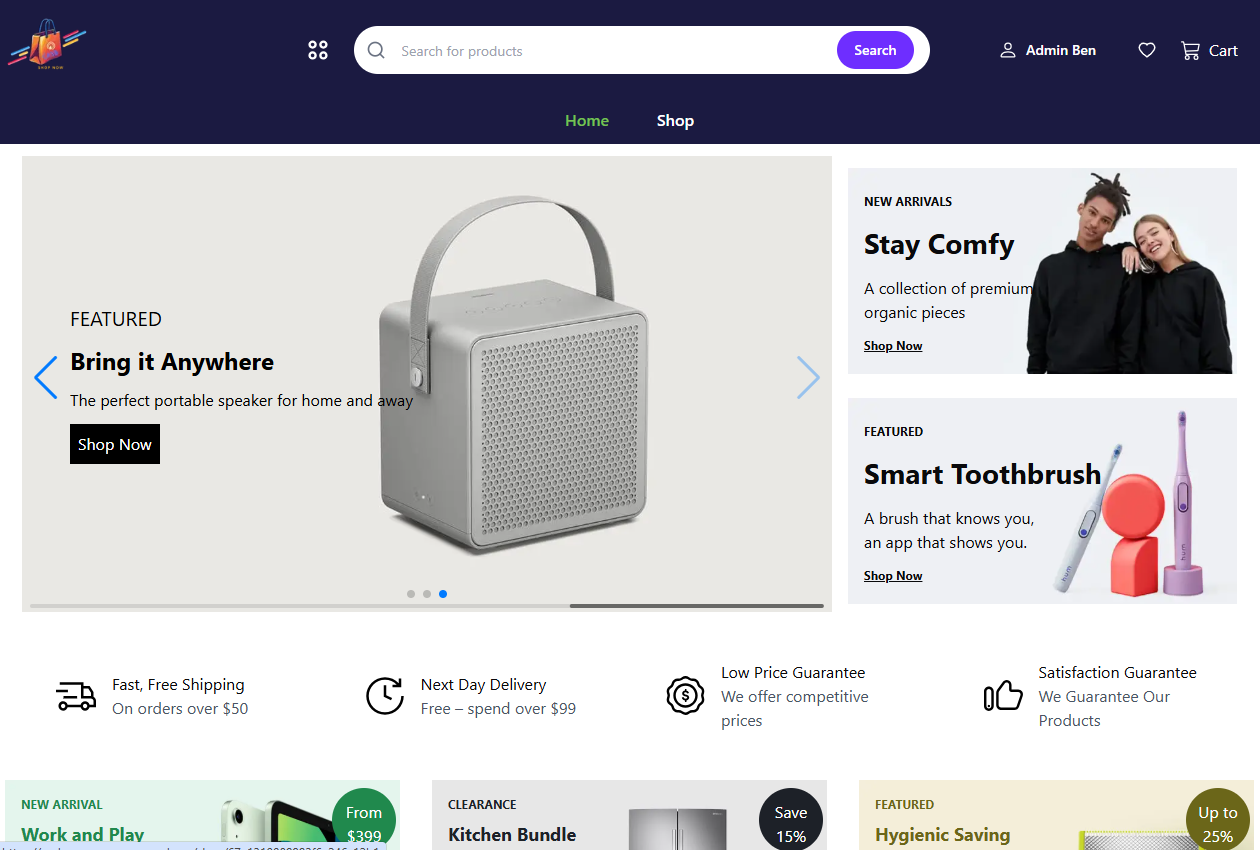 SHOP NOW
Search for products
Search
Admin Ben
Cart
Home
Shop
FEATURED
Bring it Anywhere
The perfect portable speaker for home and away
Shop Now
NEW ARRIVALS
Stay Comfy
A collection of premium
organic pieces
Shop Now
FEATURED
Smart Toothbrush
A brush that knows you,
an app that shows you.
Shop Now
hum
hum
Fast, Free Shipping
On orders over $50
Next Day Delivery
Free – spend over $99
Low Price Guarantee
We offer competitive
prices
Satisfaction Guarantee
We Guarantee Our
Products
NEW ARRIVAL
Work and Play
From
$399
CLEARANCE
Kitchen Bundle
Save
15%
FEATURED
Hygienic Saving
Up to
25%